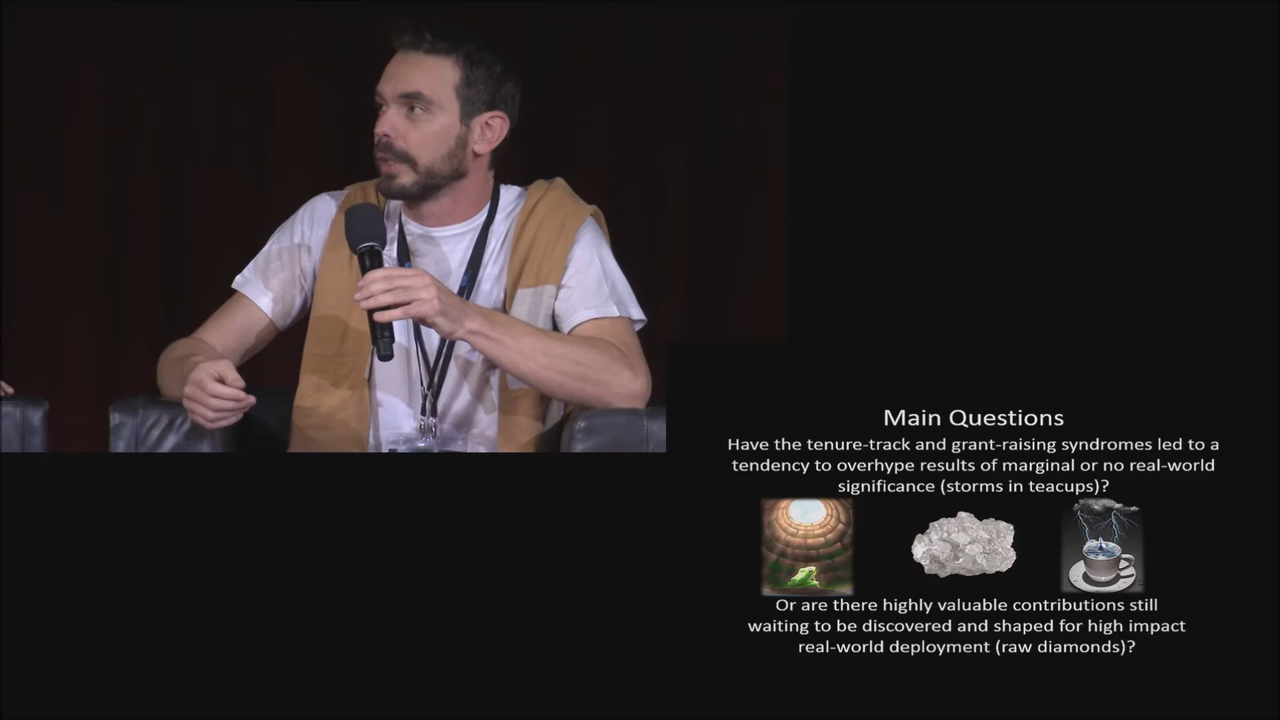 Main Questions
Have the tenure-track and grant-raising syndromes led to a
tendency to overhype results of marginal or no real-world
significance (storms in teacups)?
Or are there highly valuable contributions still
waiting to be discovered and shaped for high impact
real-world deployment (raw diamonds)?